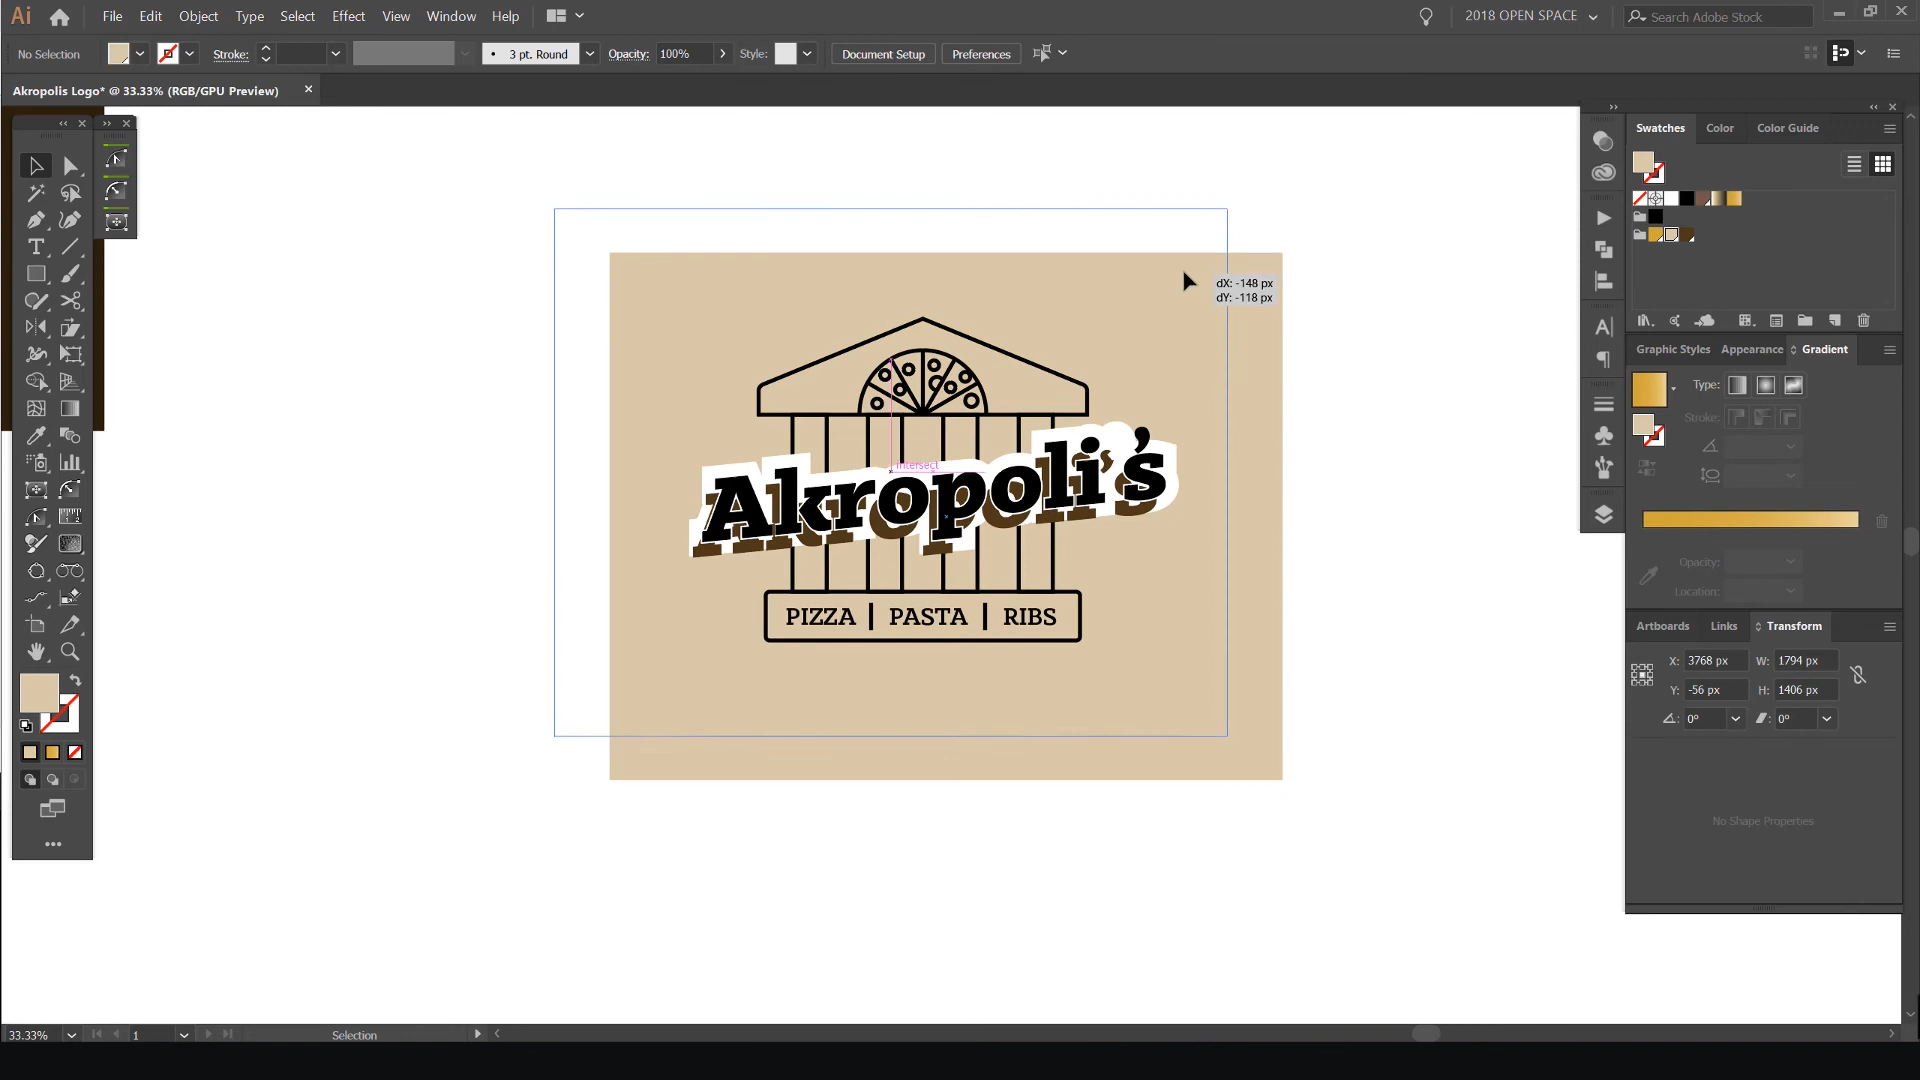 Ai File Edit Object Type Select Effect View Window Help 2018 OPEN SPACE Search Adobe Stock
No Selection Stroke: 3 pt. Round Opacity: 100% Style: Document Setup Preferences
Akropolis Logo* @ 33.33% (RGB/GPU Preview)
Swatches Color Color Guide
dX: -148 px
dY: -118 px
Graphic Styles Appearance Gradient
Type:
Stroke:
intersect
Akropoli's
Akropoli's
PIZZA | PASTA | RIBS
Opacity:
Location:
Artboards Links Transform
X: 3768 px W: 1794 px
Y: -56 px H: 1406 px
0° 0°
No Shape Properties
33.33% 1 Selection